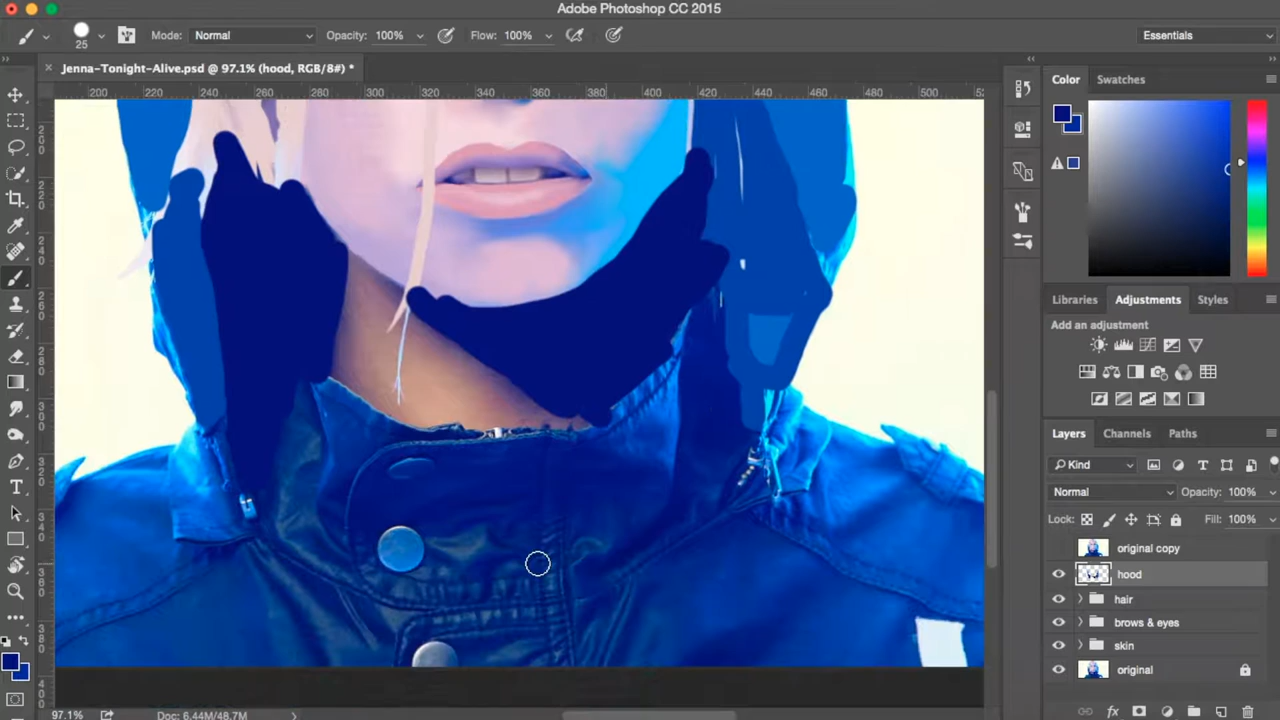 Adobe Photoshop CC 2015
25
Mode: Normal
Opacity: 100%
Flow: 100%
Essentials
Jenna-Tonight-Alive.psd @ 97.1% (hood, RGB/8#) *
200 220 240 260 280 300 320 340 360 380 400 420 440 460 480 500
Color
Swatches
Libraries
Adjustments
Styles
Add an adjustment
Layers
Channels
Paths
Kind
Normal
Opacity: 100%
Lock:
Fill: 100%
original copy
hood
hair
brows & eyes
skin
original
97.1%
Doc: 6.44M/48.7M